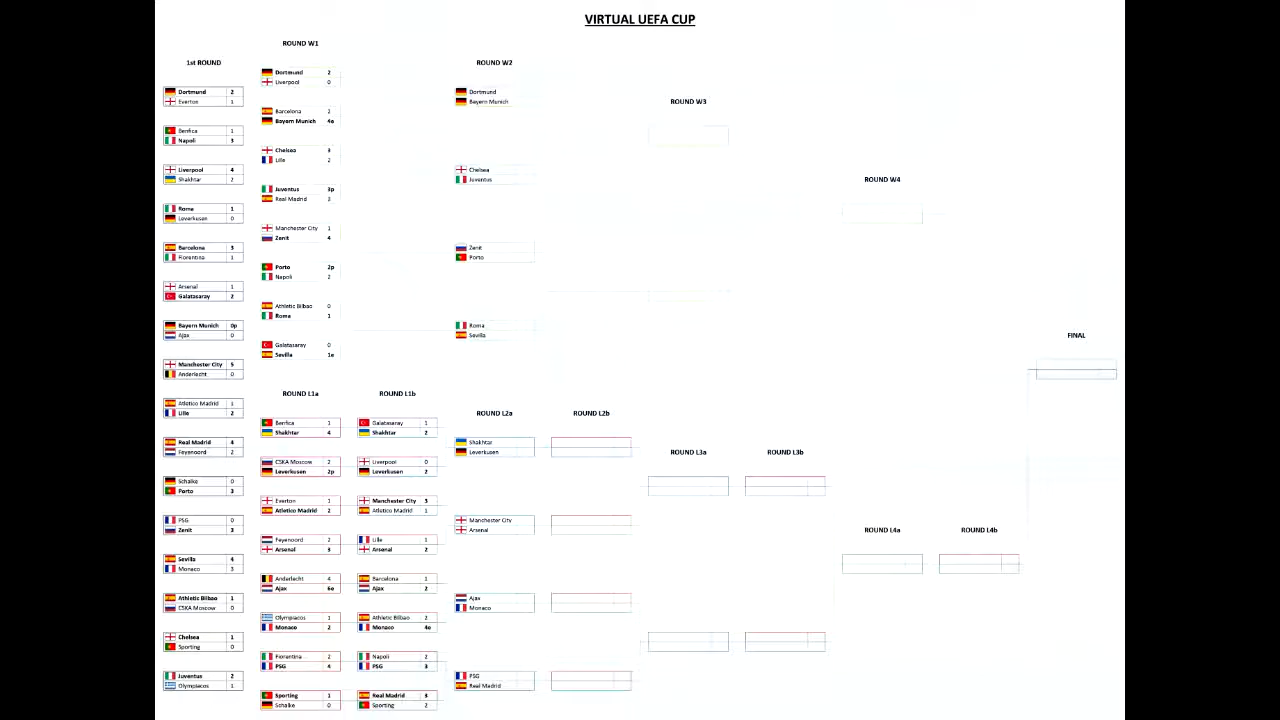 VIRTUAL UEFA CUP
1st ROUND
Dortmund 2
Everton 1
Benfica 1
Napoli 3
Liverpool 4
Shakhtar 2
Roma 1
Leverkusen 0
Barcelona 3
Fiorentina 1
Arsenal 1
Galatasaray 2
Bayern Munich 0p
Ajax 0
Manchester City 5
Anderlecht 0
Atletico Madrid 1
Lille 2
Real Madrid 4
Feyenoord 2
Schalke 0
Porto 3
PSG 0
Zenit 3
Sevilla 4
Monaco 3
Athletic Bilbao 1
CSKA Moscow 0
Chelsea 1
Sporting 0
Juventus 2
Olympiacos 1
ROUND W1
Dortmund 2
Liverpool 0
Barcelona 2
Bayern Munich 4e
Chelsea 3
Lille 2
Juventus 3p
Real Madrid 3
Manchester City 1
Zenit 4
Porto 2p
Napoli 2
Athletic Bilbao 0
Roma 1
Galatasaray 0
Sevilla 1e
ROUND L1a
Benfica 1
Shakhtar 4
CSKA Moscow 2
Leverkusen 2p
Everton 1
Atletico Madrid 2
Feyenoord 2
Arsenal 3
Anderlecht 4
Ajax 6e
Olympiacos 1
Monaco 2
Fiorentina 2
PSG 4
Sporting 1
Schalke 0
ROUND L1b
Galatasaray 1
Shakhtar 2
Liverpool 0
Leverkusen 2
Manchester City 3
Atletico Madrid 1
Lille 1
Arsenal 2
Barcelona 1
Ajax 2
Athletic Bilbao 2
Monaco 4e
Napoli 2
PSG 3
Real Madrid 3
Sporting 2
ROUND W2
Dortmund
Bayern Munich
Chelsea
Juventus
Zenit
Porto
Roma
Sevilla
ROUND L2a
Shakhtar
Leverkusen
Manchester City
Arsenal
Ajax
Monaco
PSG
Real Madrid
ROUND L2b
ROUND W3
ROUND L3a
ROUND L3b
ROUND W4
ROUND L4a
ROUND L4b
FINAL